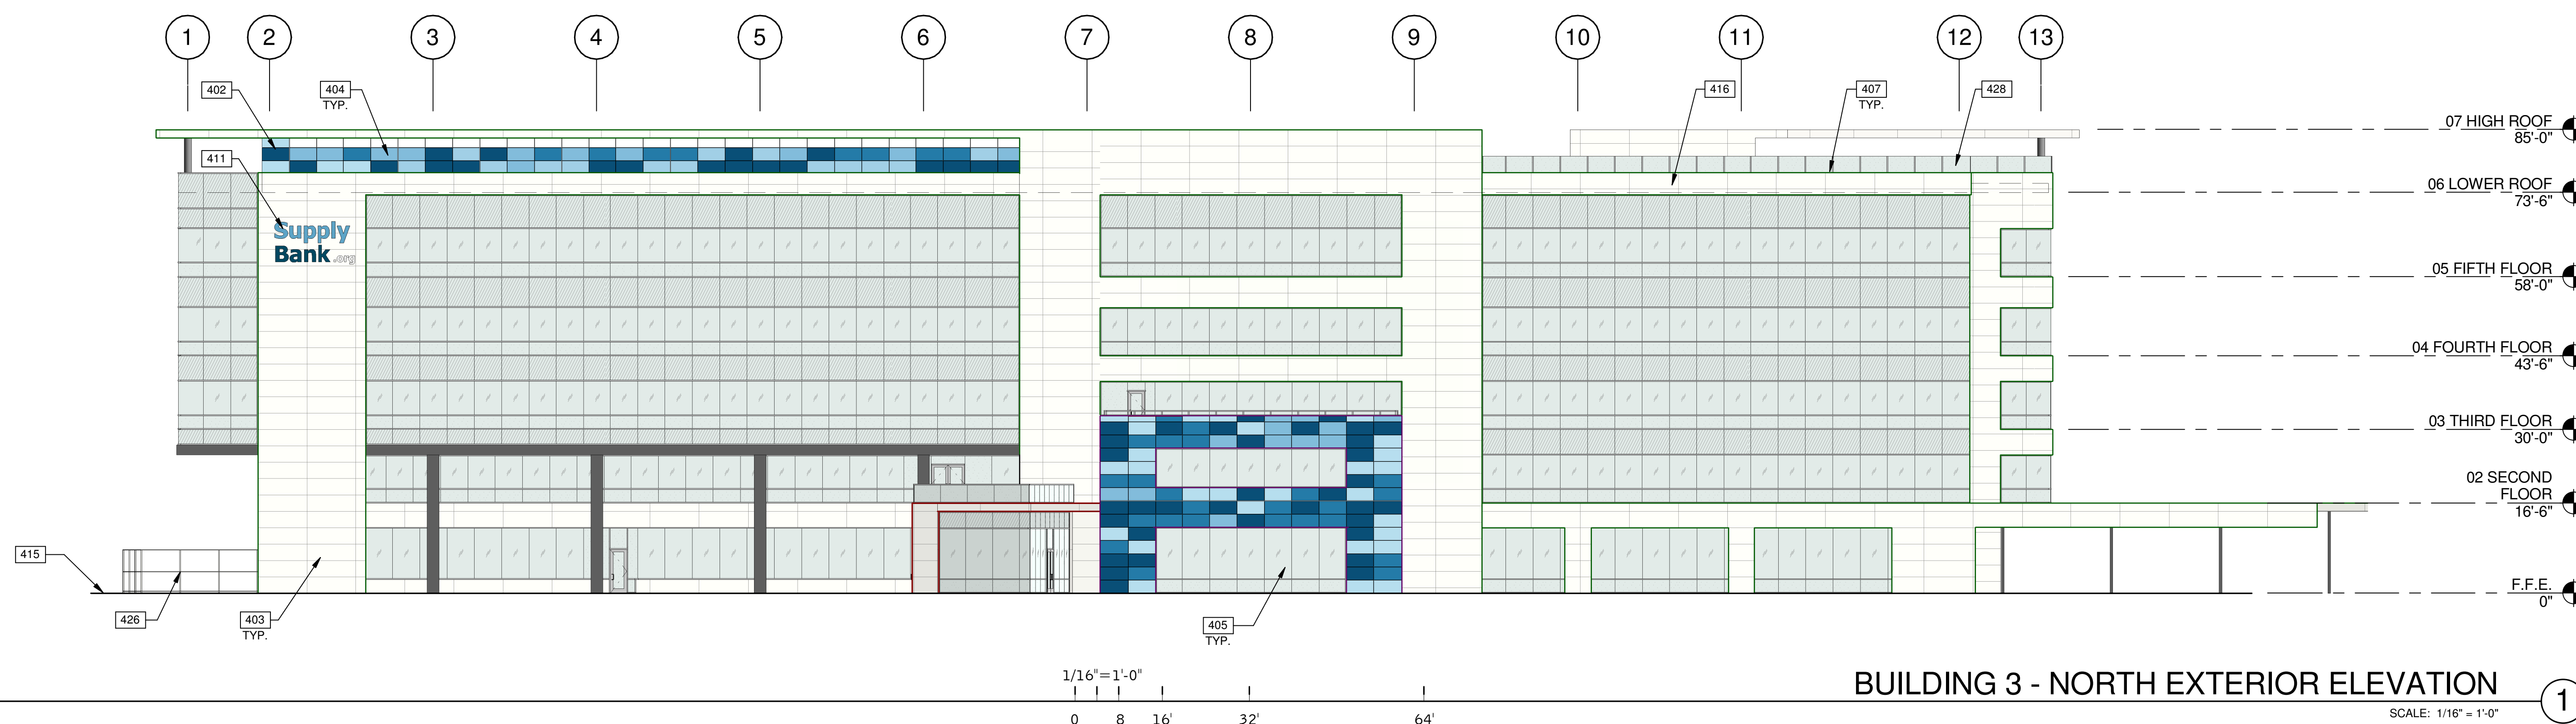 1 2 3 4 5 6 7 8 9 10 11 12 13
402
404
TYP.
416
407
TYP.
428
411
Supply
Bank.org
07 HIGH ROOF
85'-0"
06 LOWER ROOF
73'-6"
05 FIFTH FLOOR
58'-0"
04 FOURTH FLOOR
43'-6"
03 THIRD FLOOR
30'-0"
02 SECOND
FLOOR
16'-6"
F.F.E.
0"
415
426
403
TYP.
405
TYP.
1/16"=1'-0"
0 8 16' 32' 64'
BUILDING 3 - NORTH EXTERIOR ELEVATION
1
SCALE: 1/16" = 1'-0"